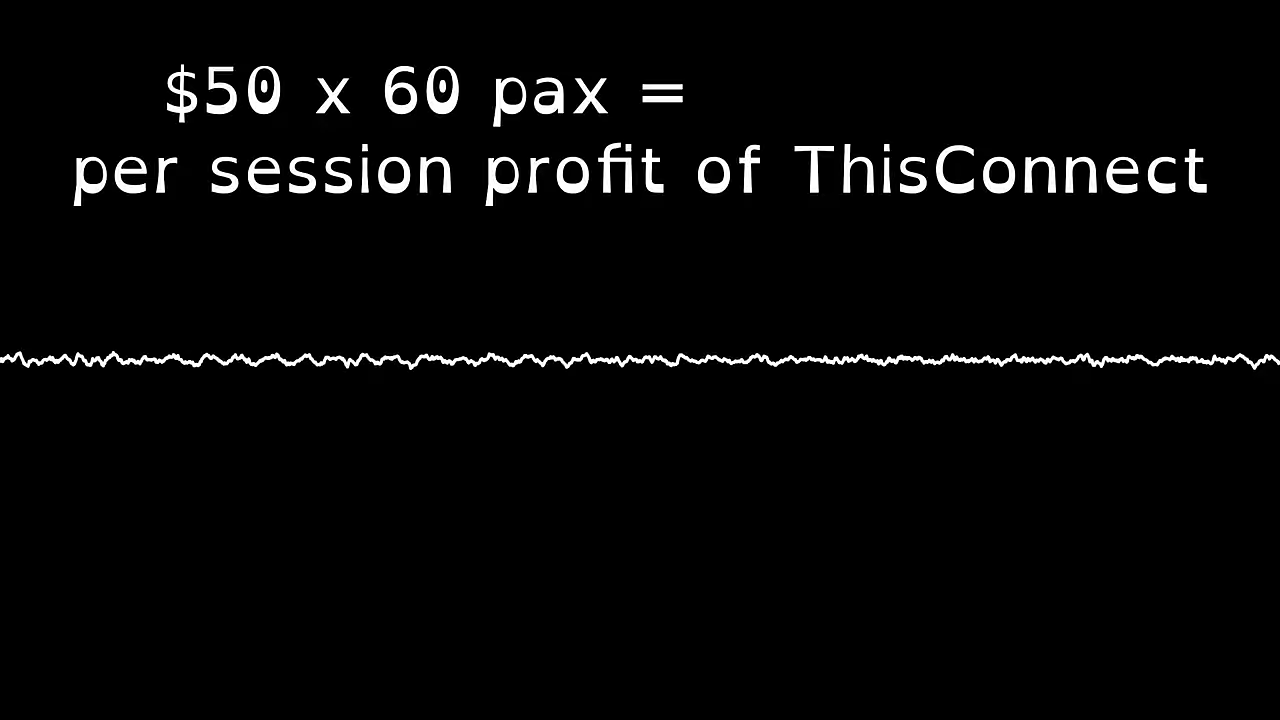 $50 x 60 pax =
per session profit of ThisConnect